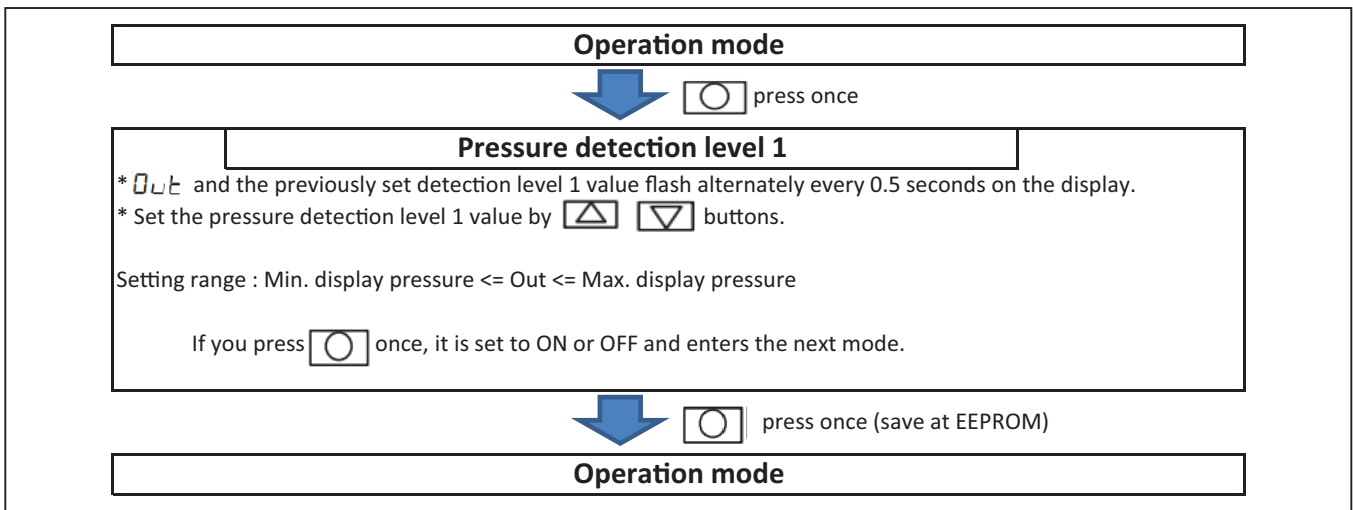 Operation mode
press once
Pressure detection level 1
* Out and the previously set detection level 1 value flash alternately every 0.5 seconds on the display.
* Set the pressure detection level 1 value by buttons.
Setting range : Min. display pressure <= Out <= Max. display pressure
If you press once, it is set to ON or OFF and enters the next mode.
press once (save at EEPROM)
Operation mode